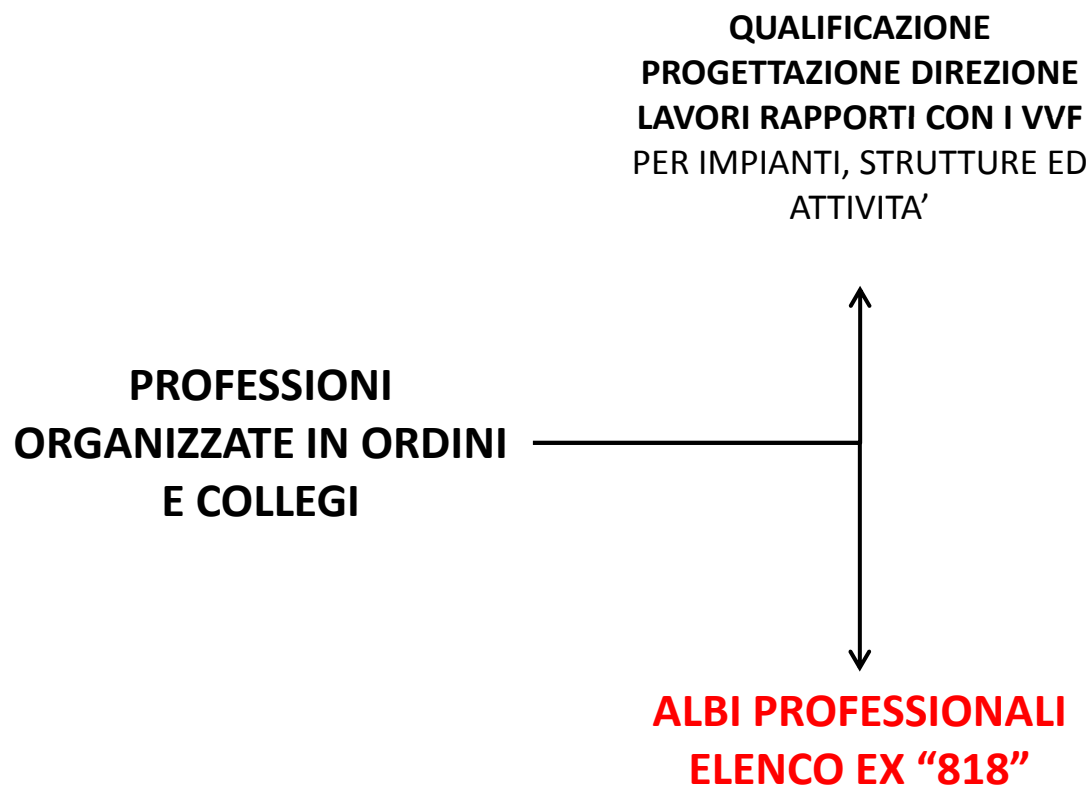 QUALIFICAZIONE
PROGETTAZIONE DIREZIONE
LAVORI RAPPORTI CON I VVF
PER IMPIANTI, STRUTTURE ED
ATTIVITA’
PROFESSIONI
ORGANIZZATE IN ORDINI
E COLLEGI
ALBI PROFESSIONALI
ELENCO EX “818”